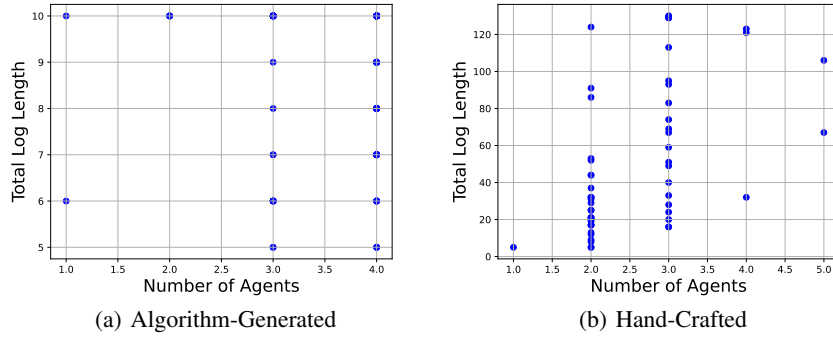 10
9
8
7
6
5
Total Log Length
1.0 1.5 2.0 2.5 3.0 3.5 4.0
Number of Agents
(a) Algorithm-Generated
120
100
80
60
40
20
0
Total Log Length
1.0 1.5 2.0 2.5 3.0 3.5 4.0 4.5 5.0
Number of Agents
(b) Hand-Crafted